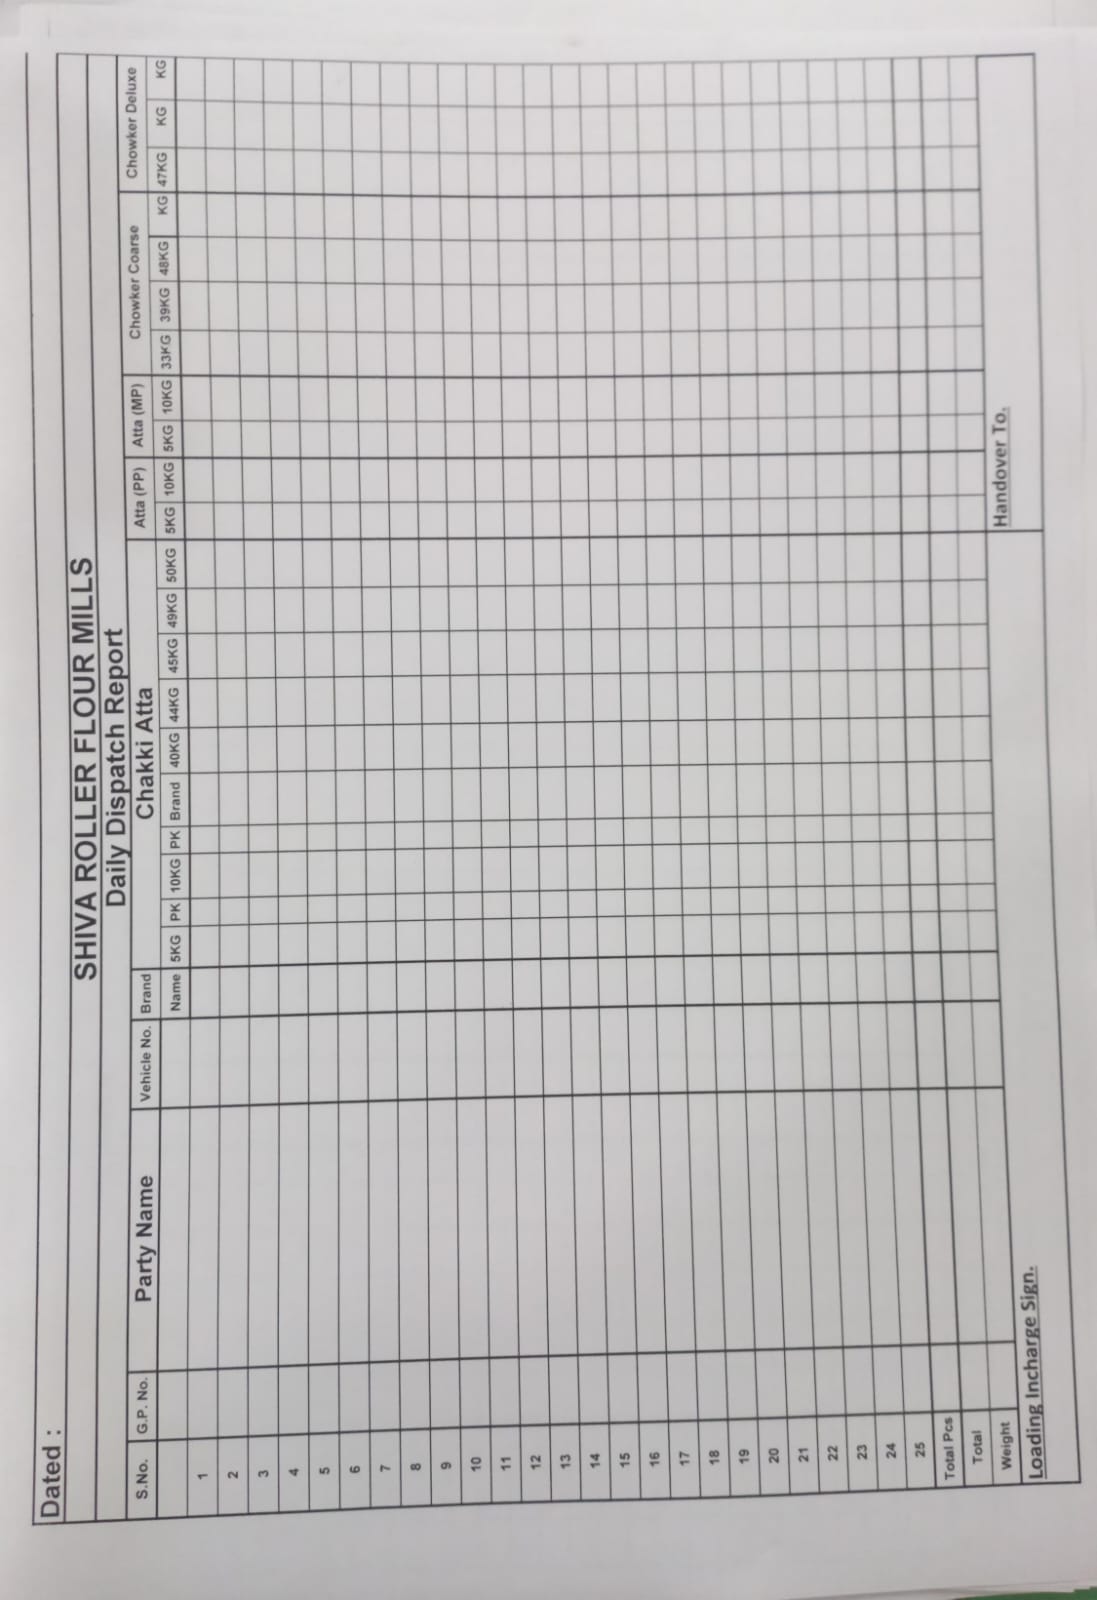 Dated :
SHIVA ROLLER FLOUR MILLS
Daily Dispatch Report
S.No. G.P. No. Party Name Vehicle No. Brand Chakki Atta Atta (PP) Atta (MP) Chowker Coarse Chowker Deluxe
Name 5KG PK 10KG PK Brand 40KG 44KG 45KG 49KG 50KG 5KG 10KG 5KG 10KG 33KG 39KG 48KG KG 47KG KG KG
1
2
3
4
5
6
7
8
9
10
11
12
13
14
15
16
17
18
19
20
21
22
23
24
25
Total Pcs
Total
Weight
Loading Incharge Sign. Handover To.